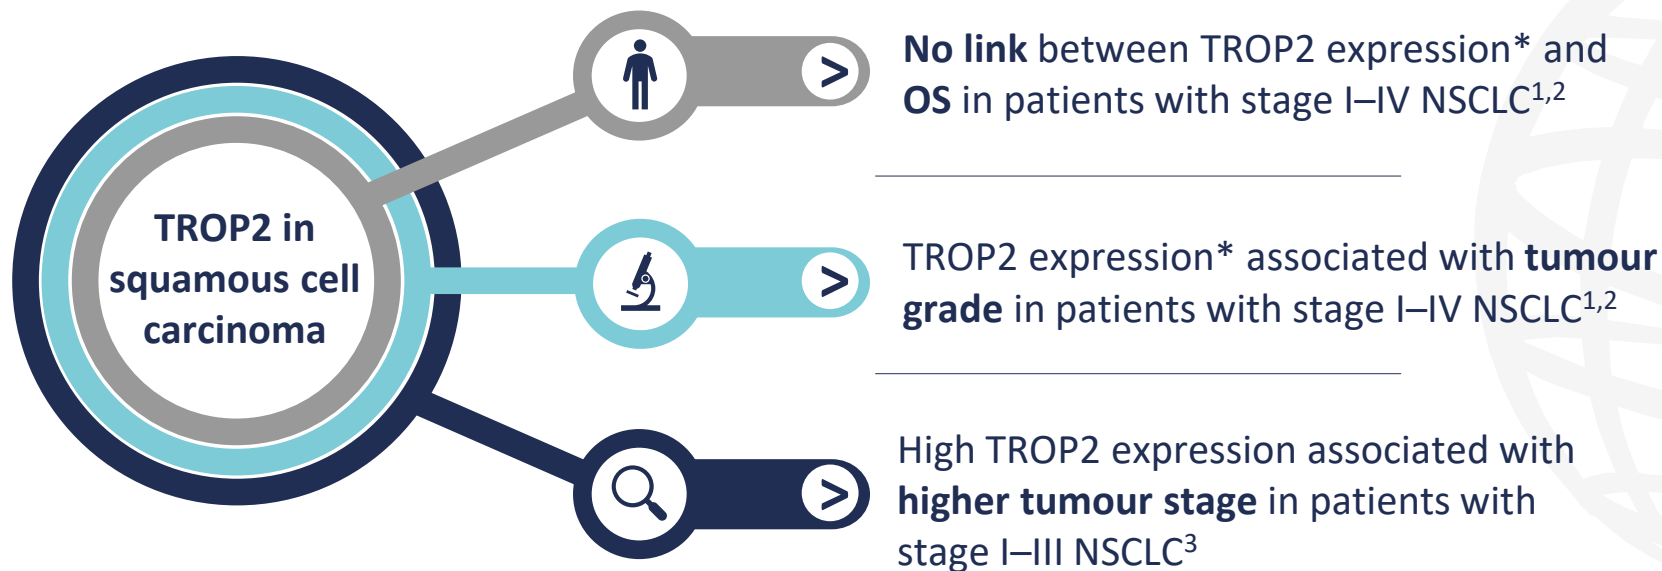 TROP2 in
squamous cell
carcinoma
>
No link between TROP2 expression* and
OS in patients with stage I–IV NSCLC1,2
>
TROP2 expression* associated with tumour
grade in patients with stage I–IV NSCLC1,2
>
High TROP2 expression associated with
higher tumour stage in patients with
stage I–III NSCLC3